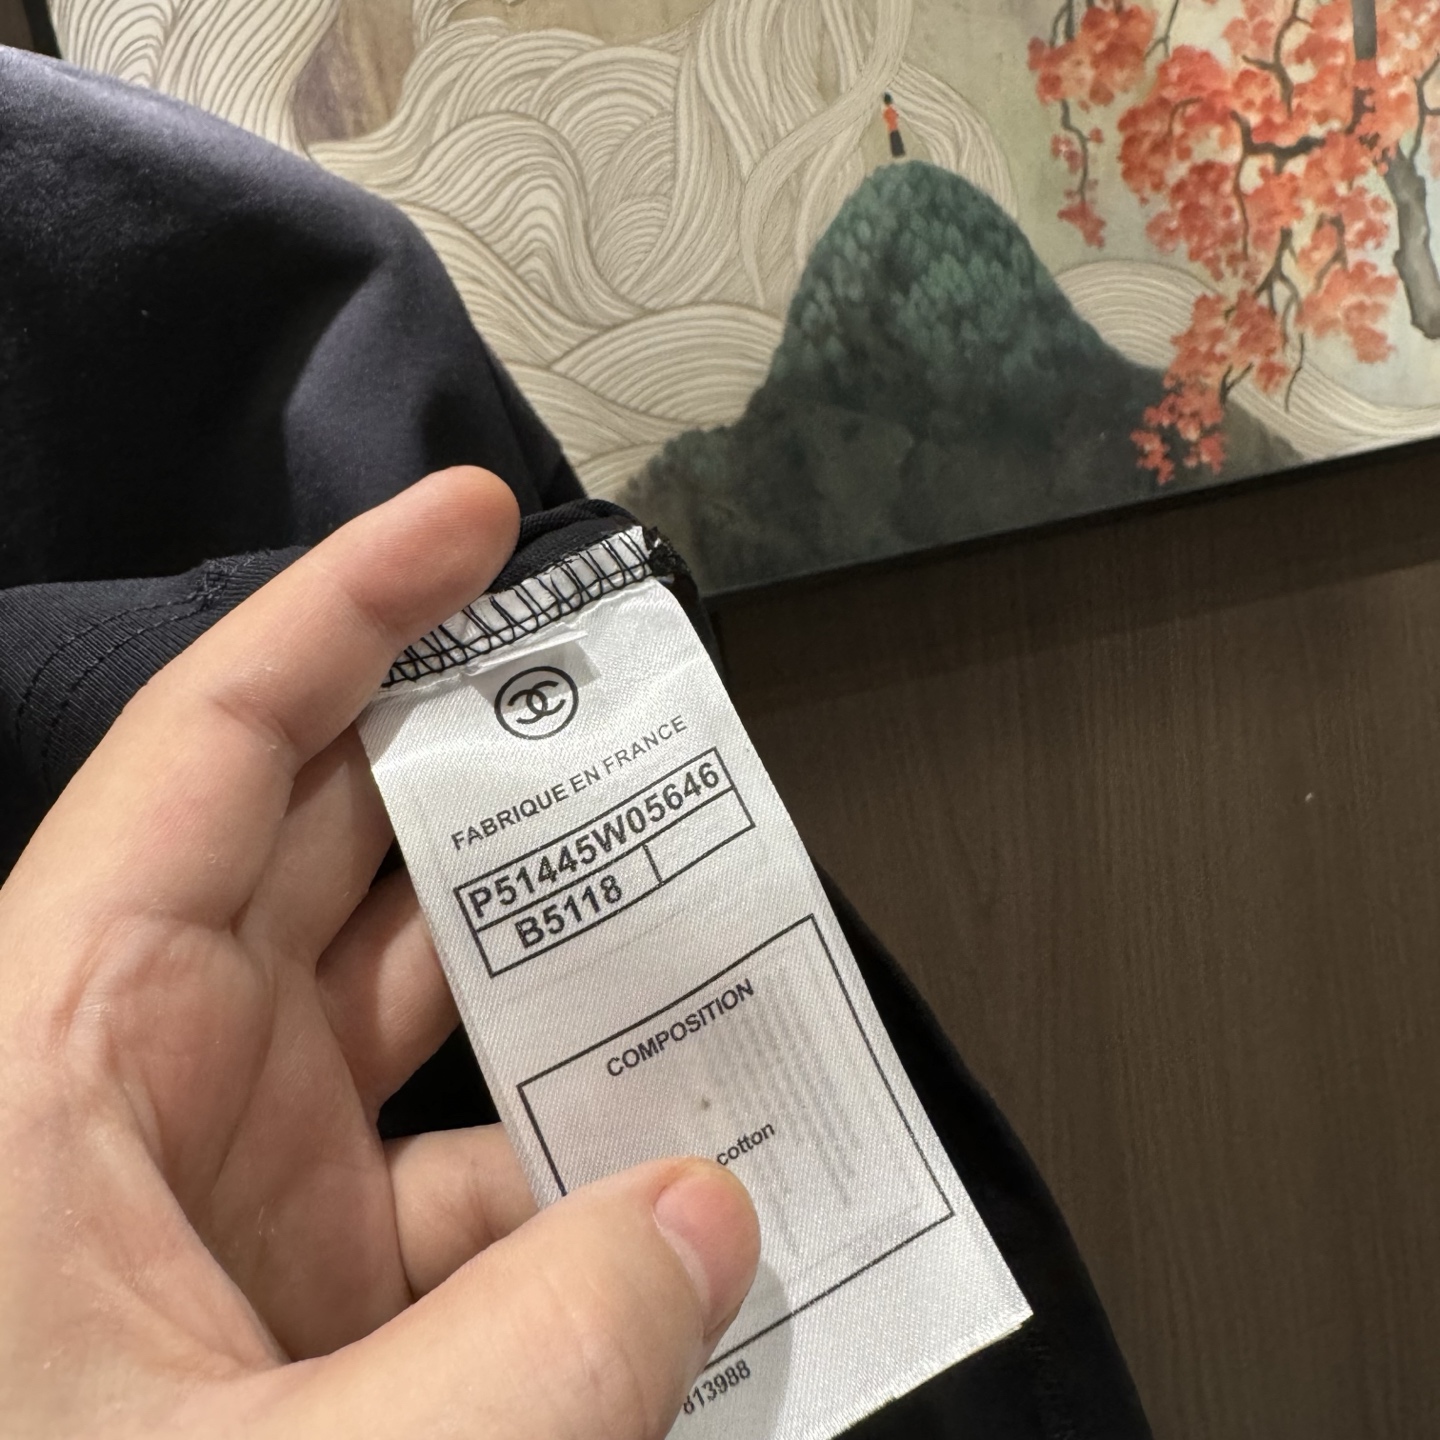 FABRIQUE EN FRANCE
P51445W05646
B5118
COMPOSITION
cotton
813988